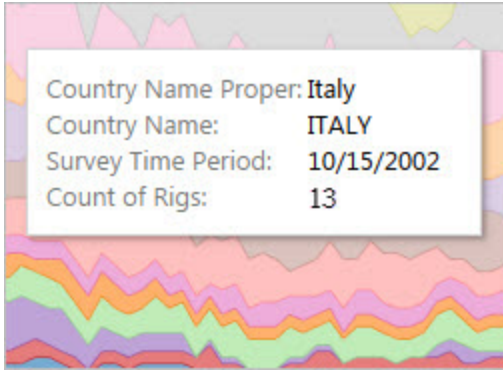 Country Name Proper: Italy
Country Name: ITALY
Survey Time Period: 10/15/2002
Count of Rigs: 13